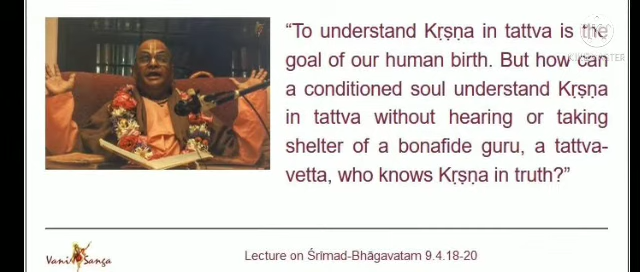 “To understand Kṛṣṇa in tattva is the
goal of our human birth. But how can
a conditioned soul understand Kṛṣṇa
in tattva without hearing or taking
shelter of a bonafide guru, a tattva-
vetta, who knows Kṛṣṇa in truth?”
Vani Sanga
Lecture on Śrīmad-Bhāgavatam 9.4.18-20